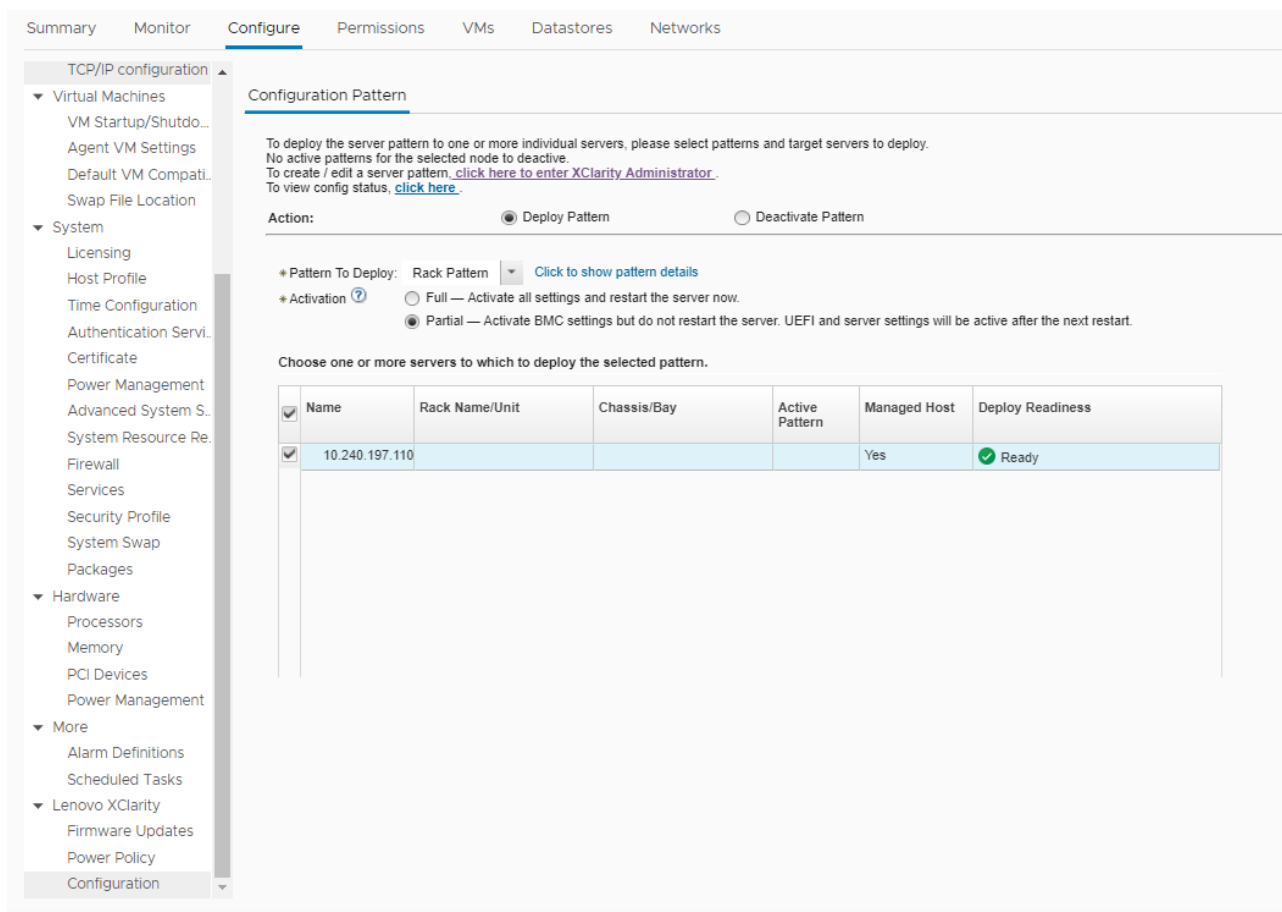 Summary Monitor Configure Permissions VMs Datastores Networks
TCP/IP configuration
Virtual Machines
VM Startup/Shutdo...
Agent VM Settings
Default VM Compati..
Swap File Location
System
Licensing
Host Profile
Time Configuration
Authentication Servi..
Certificate
Power Management
Advanced System S..
System Resource Re.
Firewall
Services
Security Profile
System Swap
Packages
Hardware
Processors
Memory
PCI Devices
Power Management
More
Alarm Definitions
Scheduled Tasks
Lenovo XClarity
Firmware Updates
Power Policy
Configuration
Configuration Pattern
To deploy the server pattern to one or more individual servers, please select patterns and target servers to deploy.
No active patterns for the selected node to deactive.
To create / edit a server pattern, click here to enter XClarity Administrator .
To view config status, click here .
Action: Deploy Pattern Deactivate Pattern
*Pattern To Deploy: Rack Pattern Click to show pattern details
*Activation ? Full — Activate all settings and restart the server now.
Partial — Activate BMC settings but do not restart the server. UEFI and server settings will be active after the next restart.
Choose one or more servers to which to deploy the selected pattern.
Name Rack Name/Unit Chassis/Bay Active Pattern Managed Host Deploy Readiness
10.240.197.110 Yes Ready